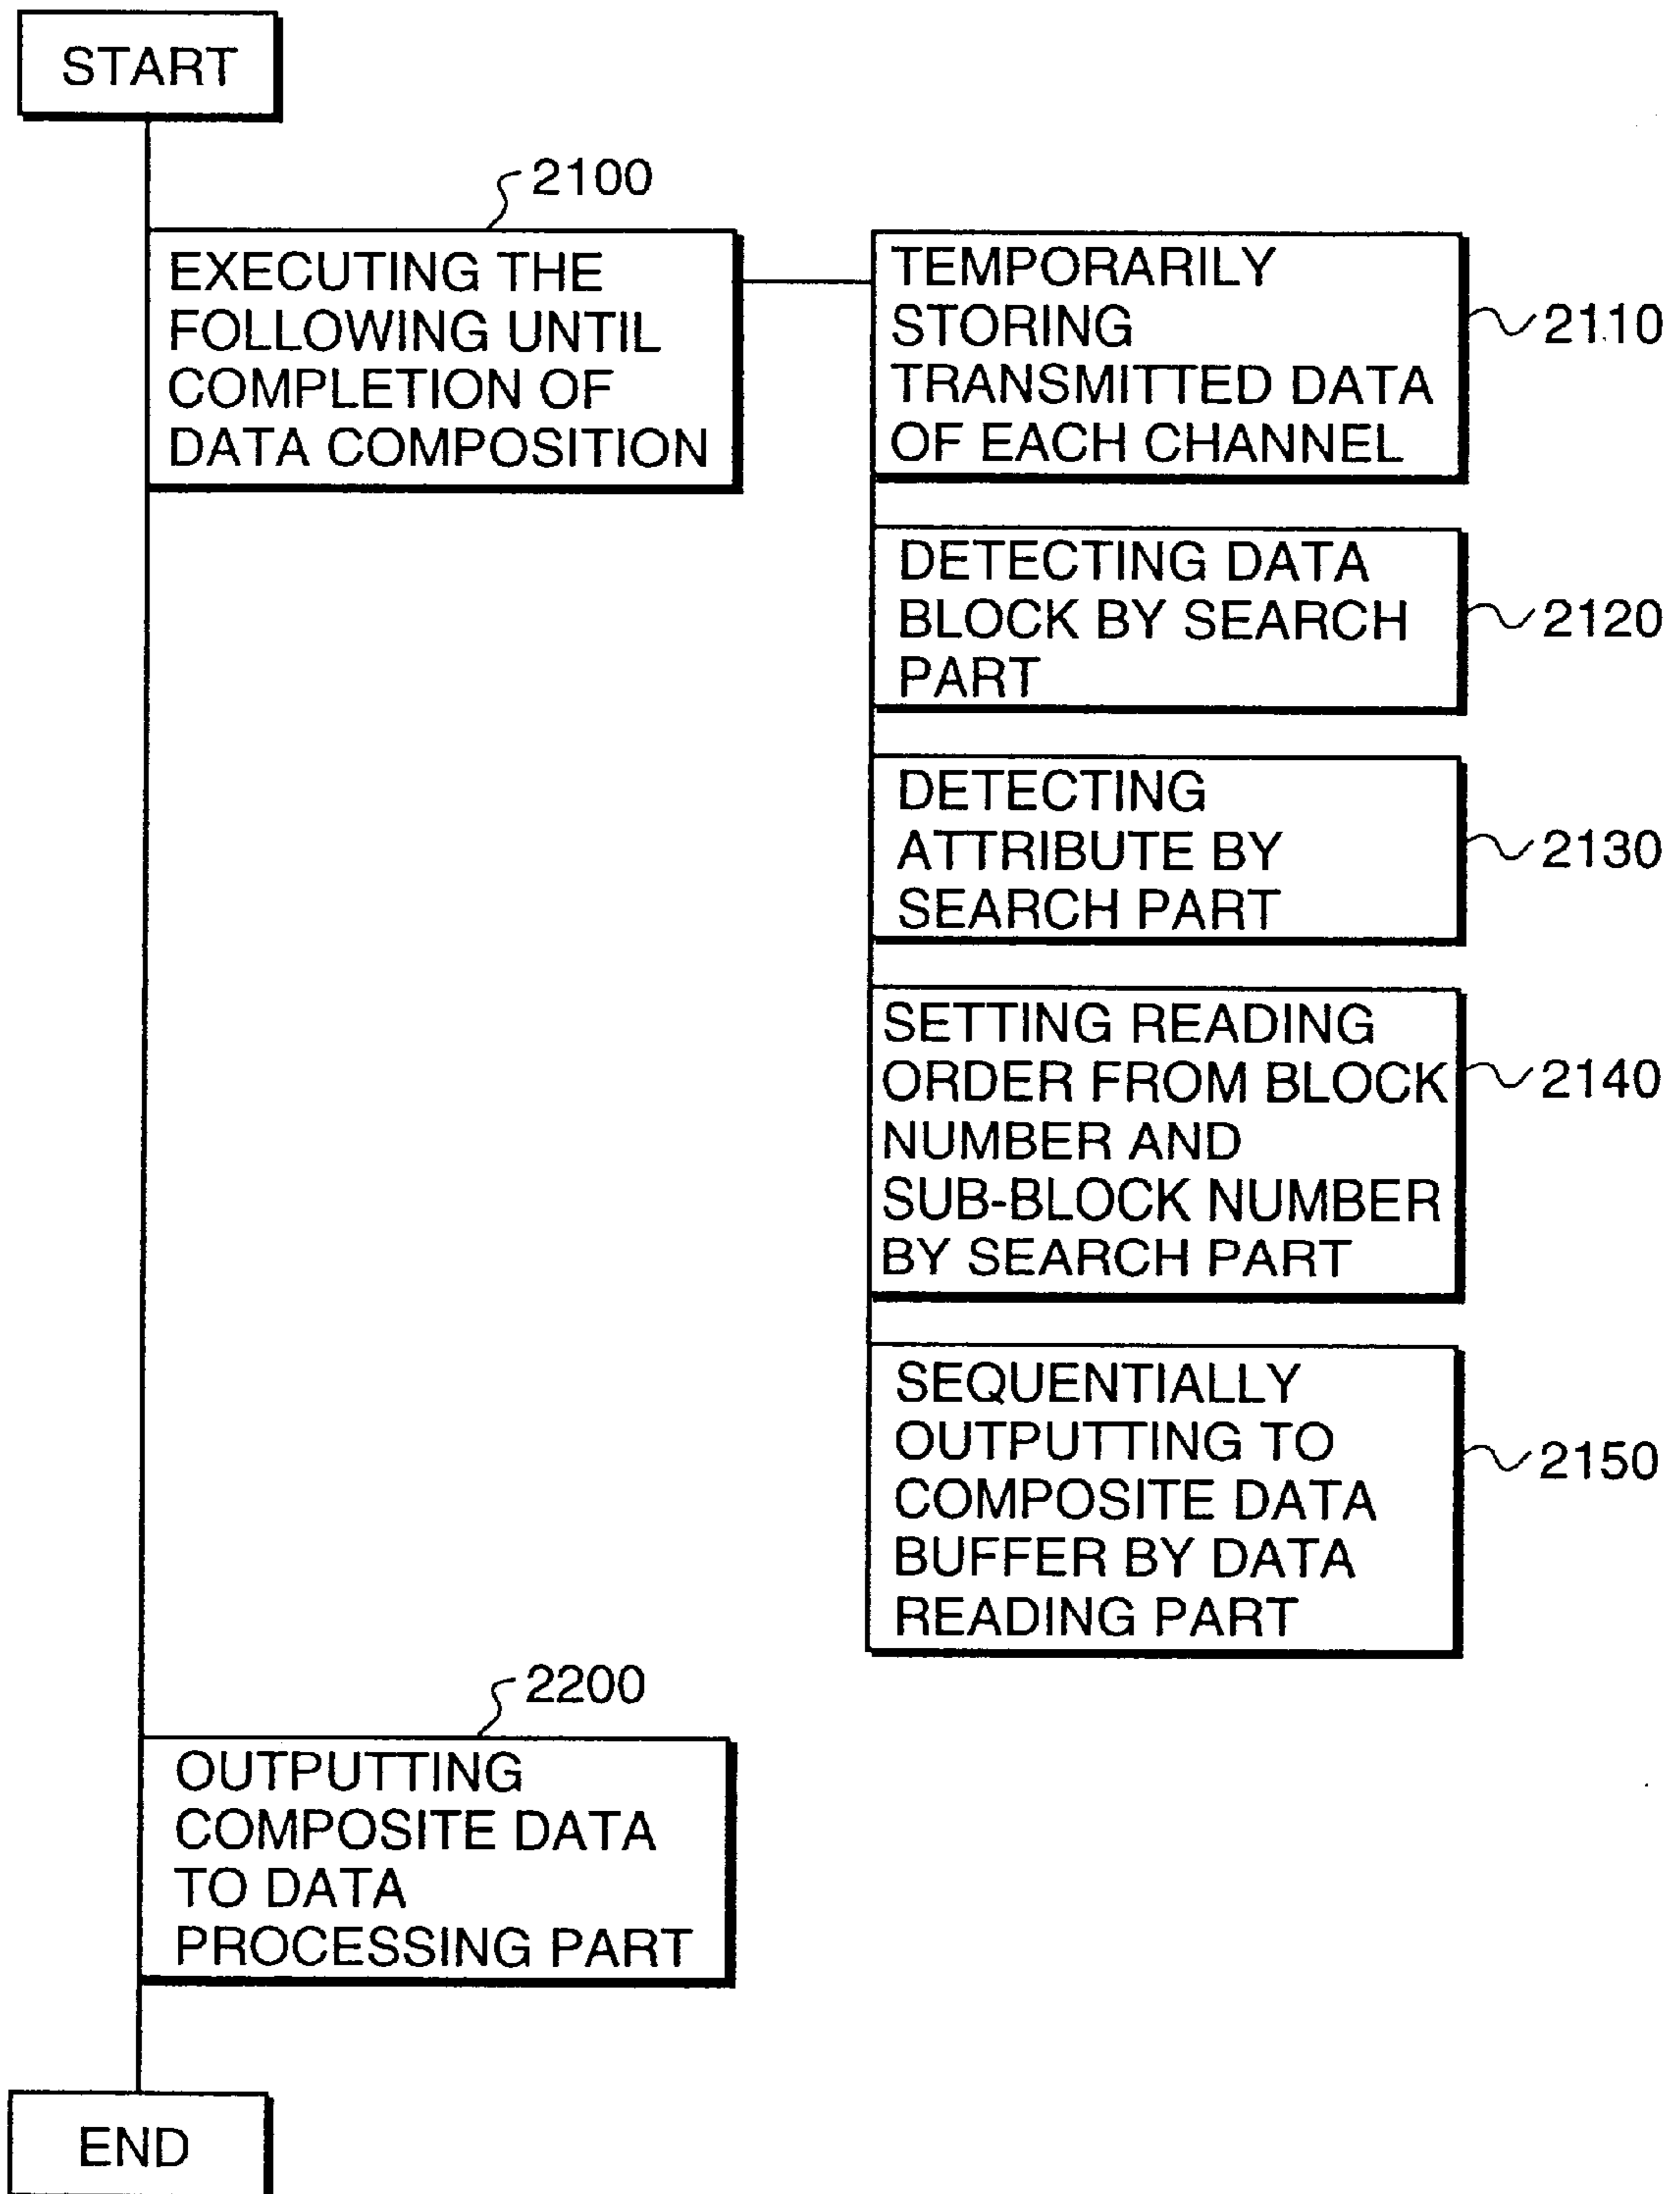 START
2100
EXECUTING THE
FOLLOWING UNTIL
COMPLETION OF
DATA COMPOSITION
TEMPORARILY
STORING
TRANSMITTED DATA
OF EACH CHANNEL
2110
DETECTING DATA
BLOCK BY SEARCH
PART
2120
DETECTING
ATTRIBUTE BY
SEARCH PART
2130
SETTING READING
ORDER FROM BLOCK
NUMBER AND
SUB-BLOCK NUMBER
BY SEARCH PART
2140
SEQUENTIALLY
OUTPUTTING TO
COMPOSITE DATA
BUFFER BY DATA
READING PART
2150
2200
OUTPUTTING
COMPOSITE DATA
TO DATA
PROCESSING PART
END